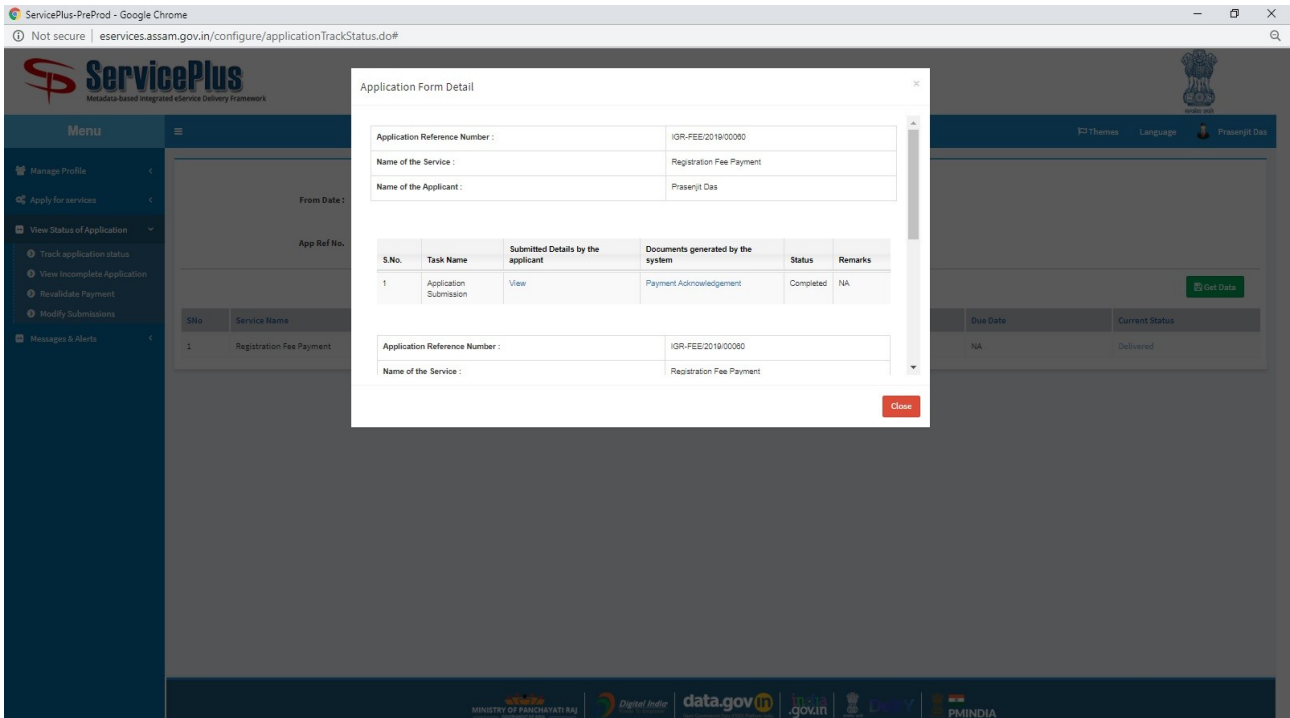 ServicePlus-PreProd - Google Chrome
Not secure | eservices.assam.gov.in/configure/applicationTrackStatus.do#
ServicePlus
Metadata-based Integrated eService Delivery Framework
Menu
Themes Language Prasenjit Das
Manage Profile
Apply for services
View Status of Application
Track application status
View Incomplete Application
Revalidate Payment
Modify Submissions
Messages & Alerts
From Date :
App Ref No.
Get Data
SNo Service Name Due Date Current Status
1 Registration Fee Payment NA Delivered
Application Form Detail ×
Application Reference Number : IGR-FEE/2019/00060
Name of the Service : Registration Fee Payment
Name of the Applicant : Prasenjit Das
S.No. Task Name Submitted Details by the applicant Documents generated by the system Status Remarks
1 Application Submission View Payment Acknowledgement Completed NA
Application Reference Number : IGR-FEE/2019/00060
Name of the Service : Registration Fee Payment
Close
MINISTRY OF PANCHAYATI RAJ Digital India data.gov in .gov.in PMINDIA